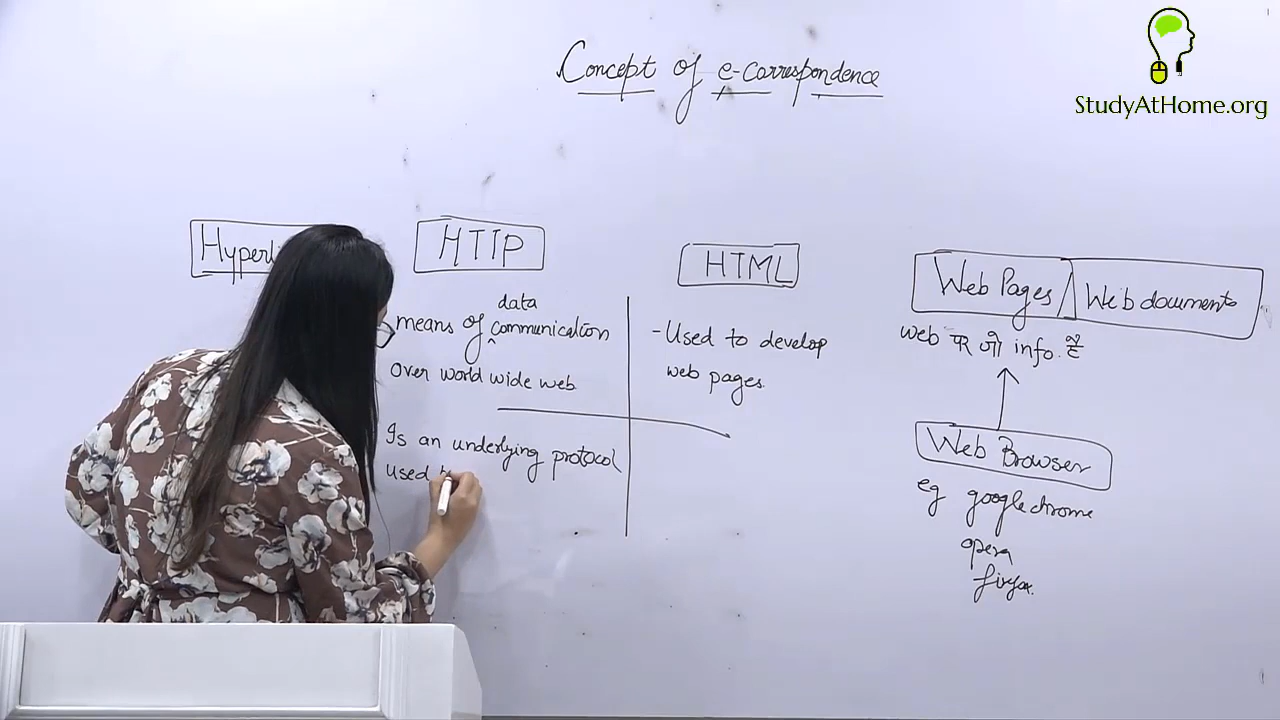 Concept of e-correspondence
StudyAtHome.org
HTTP
means of data communication
over world wide web
Is an underlying protocol
used
HTML
-Used to develop
web pages.
Web Pages / Web documents
web पर जो info. है
Web Browser
eg google chrome
opera
firefox.